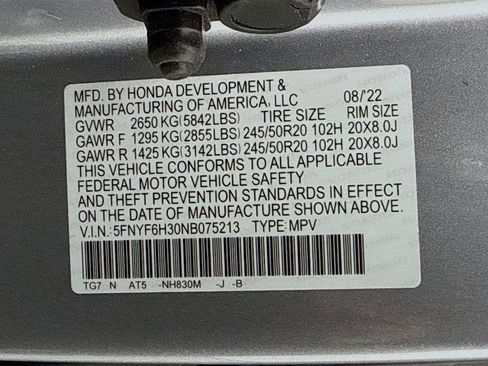 MFD. BY HONDA DEVELOPMENT &
MANUFACTURING OF AMERICA, LLC 08/'22
GVWR 2650 KG(5842LBS) TIRE SIZE RIM SIZE
GAWR F 1295 KG(2855LBS) 245/50R20 102H 20X8.0J
GAWR R 1425 KG(3142LBS) 245/50R20 102H 20X8.0J
THIS VEHICLE CONFORMS TO ALL APPLICABLE
FEDERAL MOTOR VEHICLE SAFETY
AND THEFT PREVENTION STANDARDS IN EFFECT
ON THE DATE OF MANUFACTURE SHOWN ABOVE.
V.I.N: 5FNYF6H30NB075213 TYPE: MPV
TG7 N AT5 -NH830M -J -B